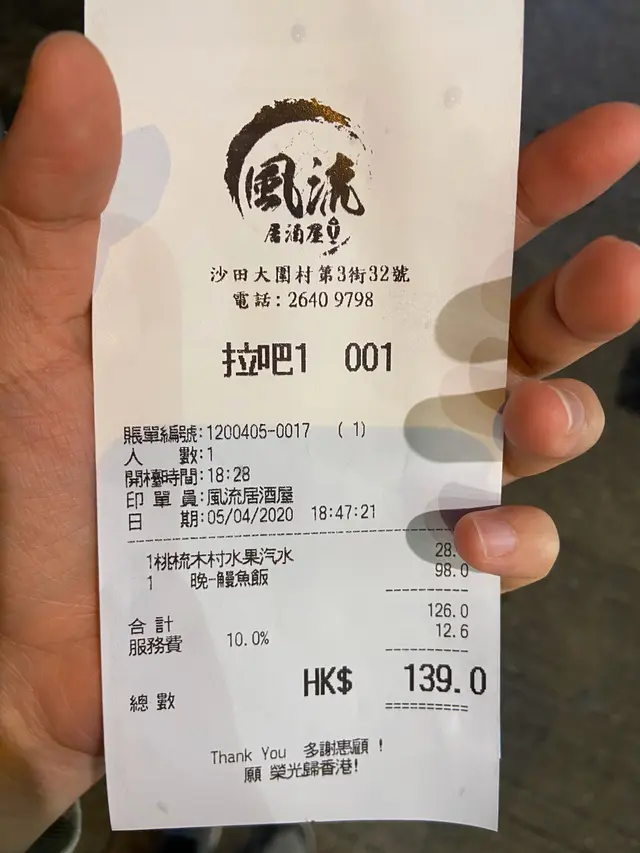 風流
居酒屋
沙田大圍村第3街32號
電話：2640 9798
拉吧1 001
賬單編號：1200405-0017 (1)
人數：1
開檯時間：18:28
印單員：風流居酒屋
日期：05/04/2020 18:47:21
1桃梳木村水果汽水 28.
1 晚-鰻魚飯 98.0
合計 126.0
服務費 10.0% 12.6
總數 HK$ 139.0
Thank You 多謝惠顧！
願 榮光歸香港!